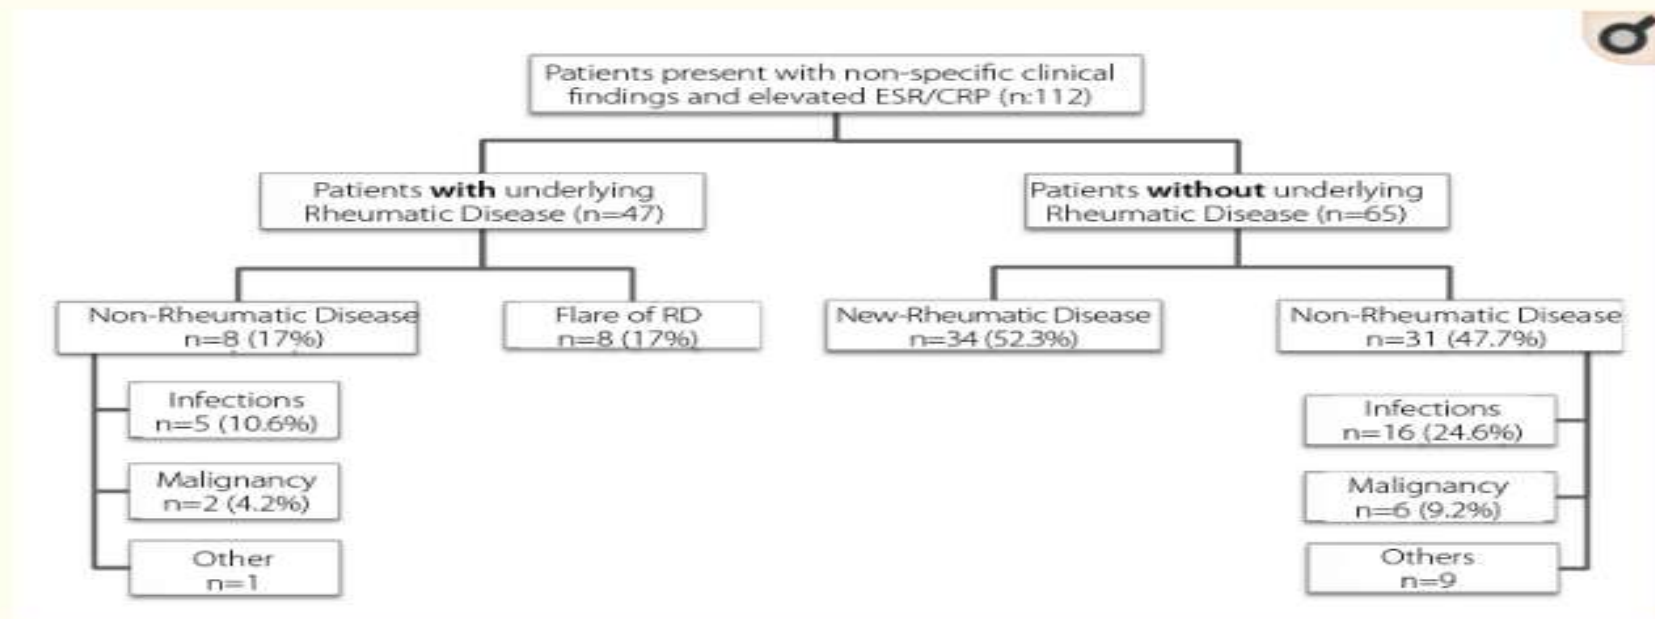 Patients present with non-specific clinical
findings and elevated ESR/CRP (n:112)
Patients with underlying
Rheumatic Disease (n=47)
Patients without underlying
Rheumatic Disease (n=65)
Non-Rheumatic Disease
n=8 (17%)
Flare of RD
n=8 (17%)
New-Rheumatic Disease
n=34 (52.3%)
Non-Rheumatic Disease
n=31 (47.7%)
Infections
n=5 (10.6%)
Malignancy
n=2 (4.2%)
Other
n=1
Infections
n=16 (24.6%)
Malignancy
n=6 (9.2%)
Others
n=9